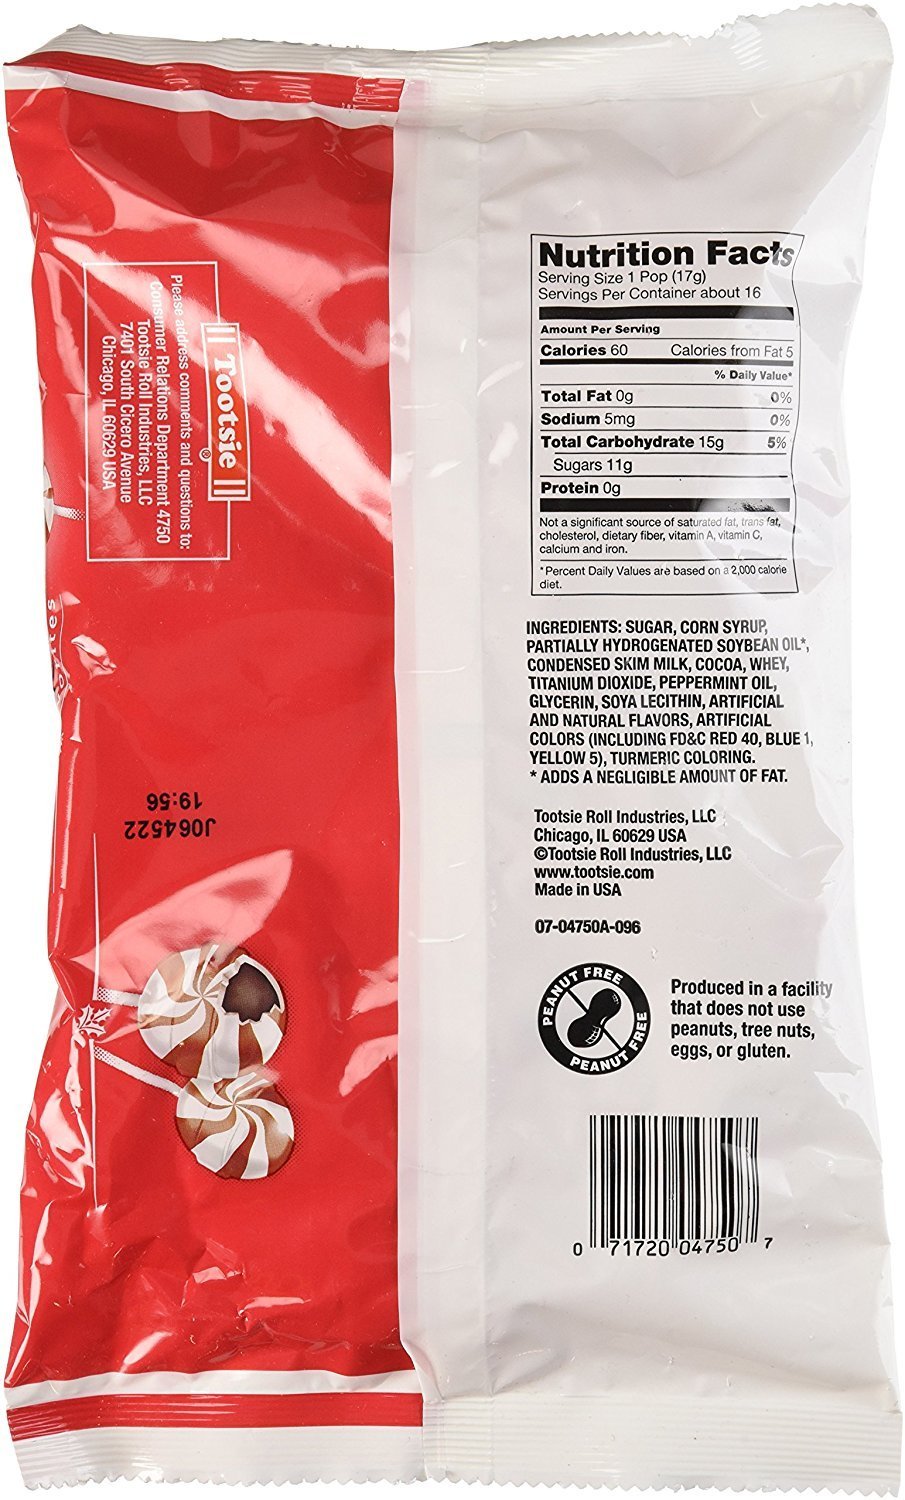 Tootsie®
Please address comments and questions to:
Consumer Relations Department 4750
Tootsie Roll Industries, LLC
7401 South Cicero Avenue
Chicago, IL 60629 USA
J064522
19:56
Nutrition Facts
Serving Size 1 Pop (17g)
Servings Per Container about 16
Amount Per Serving
Calories 60 Calories from Fat 5
% Daily Value*
Total Fat 0g 0%
Sodium 5mg 0%
Total Carbohydrate 15g 5%
Sugars 11g
Protein 0g
Not a significant source of saturated fat, trans fat,
cholesterol, dietary fiber, vitamin A, vitamin C,
calcium and iron.
*Percent Daily Values are based on a 2,000 calorie
diet.
INGREDIENTS: SUGAR, CORN SYRUP,
PARTIALLY HYDROGENATED SOYBEAN OIL*,
CONDENSED SKIM MILK, COCOA, WHEY,
TITANIUM DIOXIDE, PEPPERMINT OIL,
GLYCERIN, SOYA LECITHIN, ARTIFICIAL
AND NATURAL FLAVORS, ARTIFICIAL
COLORS (INCLUDING FD&C RED 40, BLUE 1,
YELLOW 5), TURMERIC COLORING.
* ADDS A NEGLIGIBLE AMOUNT OF FAT.
Tootsie Roll Industries, LLC
Chicago, IL 60629 USA
©Tootsie Roll Industries, LLC
www.tootsie.com
Made in USA
07-04750A-096
PEANUT FREE
PEANUT FREE
Produced in a facility
that does not use
peanuts, tree nuts,
eggs, or gluten.
0 71720 04750 7